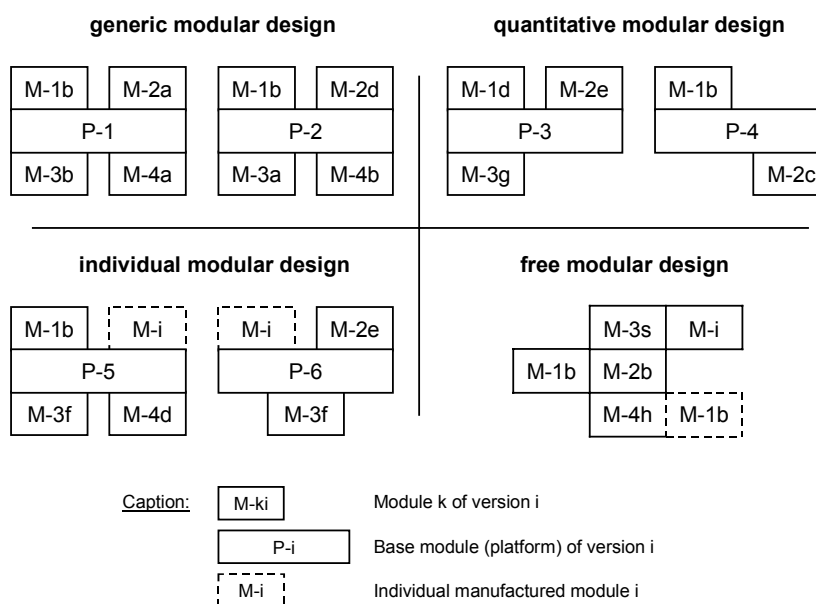 generic modular design
M-1b M-2a M-1b M-2d
P-1 P-2
M-3b M-4a M-3a M-4b
quantitative modular design
M-1d M-2e M-1b
P-3 P-4
M-3g M-2c
individual modular design
M-1b M-i M-i M-2e
P-5 P-6
M-3f M-4d M-3f
free modular design
M-3s M-i
M-1b M-2b
M-4h M-1b
Caption: M-ki Module k of version i
P-i Base module (platform) of version i
M-i Individual manufactured module i